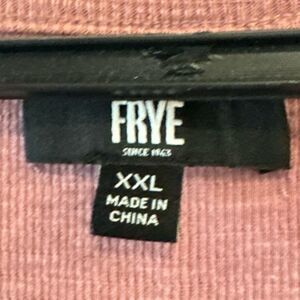 FRYE
SINCE 1863
XXL
MADE IN
CHINA